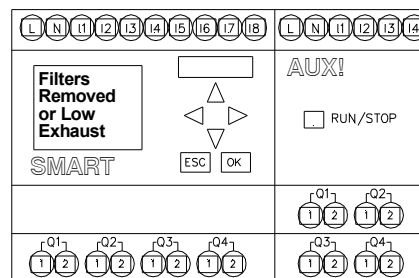 L N I1 I2 I3 I4 I5 I6 I7 I8 L N I1 I2 I3 I4
Filters
Removed
or Low
Exhaust
SMART
ESC OK
AUX!
RUN/STOP
Q1 Q2
1 2 1 2
Q1 Q2 Q3 Q4
1 2 1 2 1 2 1 2
Q3 Q4
1 2 1 2